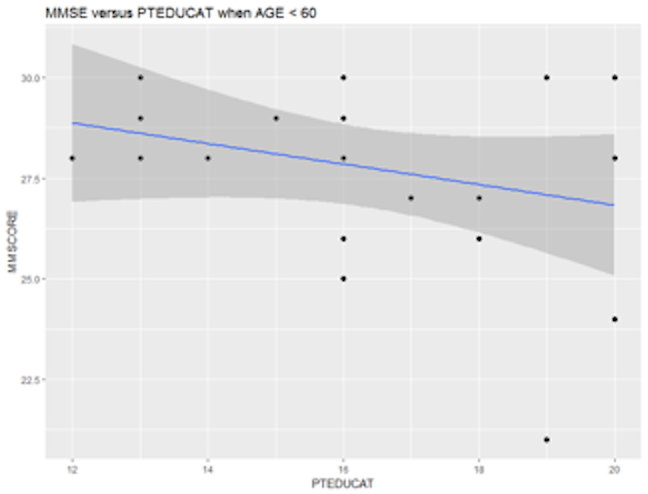 MMSE versus PTEDUCAT when AGE < 60
30.0
27.5
25.0
22.5
MMSCORE
12 14 16 18 20
PTEDUCAT